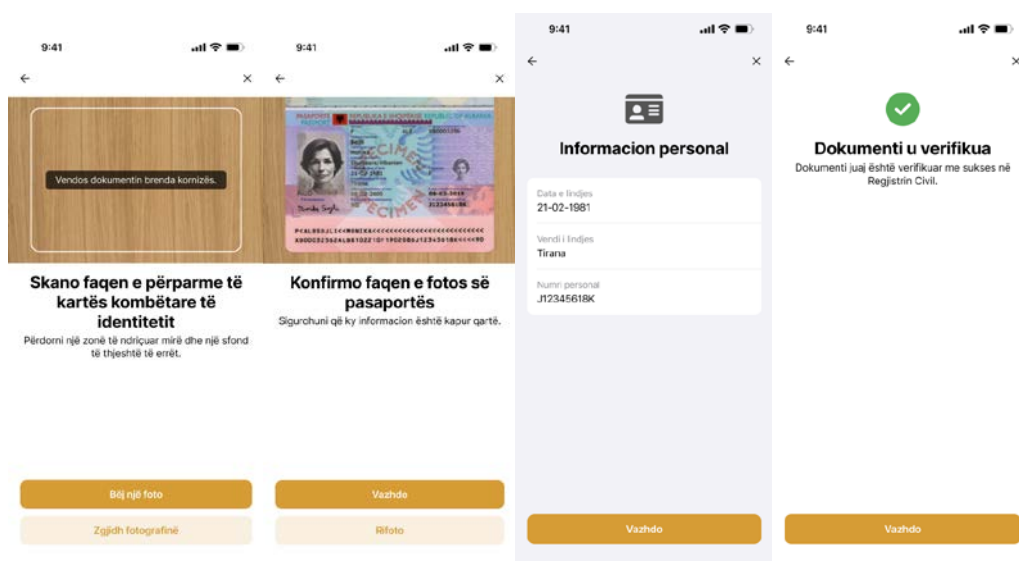 9:41
Vendos dokumentin brenda kornizës.
Skano faqen e përparme të
kartës kombëtare të
identitetit
Përdorni një zonë të ndriçuar mirë dhe një sfond
të thjeshtë të errët.
Bëj një foto
Zgjidh fotografinë
9:41
SPECIMEN
Konfirmo faqen e fotos së
pasaportës
Sigurohuni që ky informacion është kapur qartë.
Vazhdo
Rifoto
9:41
Informacion personal
Data e lindjes
21-02-1981
Vendi i lindjes
Tirana
Numri personal
J12345618K
Vazhdo
9:41
Dokumenti u verifikua
Dokumenti juaj është verifikuar me sukses në
Regjistrin Civil.
Vazhdo